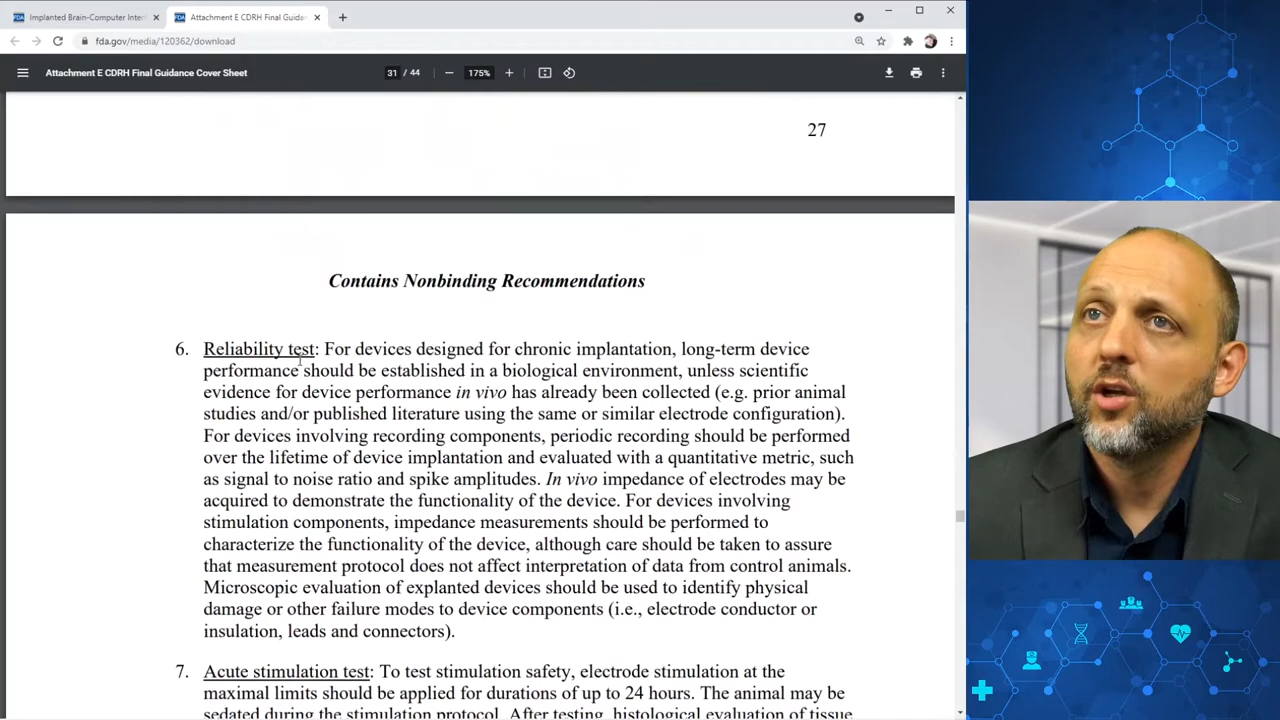 Implanted Brain-Computer Inter
Attachment E CDRH Final Guidan
fda.gov/media/120362/download
Attachment E CDRH Final Guidance Cover Sheet
31 / 44
175%
27
Contains Nonbinding Recommendations
6. Reliability test: For devices designed for chronic implantation, long-term device
performance should be established in a biological environment, unless scientific
evidence for device performance in vivo has already been collected (e.g. prior animal
studies and/or published literature using the same or similar electrode configuration).
For devices involving recording components, periodic recording should be performed
over the lifetime of device implantation and evaluated with a quantitative metric, such
as signal to noise ratio and spike amplitudes. In vivo impedance of electrodes may be
acquired to demonstrate the functionality of the device. For devices involving
stimulation components, impedance measurements should be performed to
characterize the functionality of the device, although care should be taken to assure
that measurement protocol does not affect interpretation of data from control animals.
Microscopic evaluation of explanted devices should be used to identify physical
damage or other failure modes to device components (i.e., electrode conductor or
insulation, leads and connectors).
7. Acute stimulation test: To test stimulation safety, electrode stimulation at the
maximal limits should be applied for durations of up to 24 hours. The animal may be
sedated during the stimulation protocol. After testing, histological evaluation of tissue